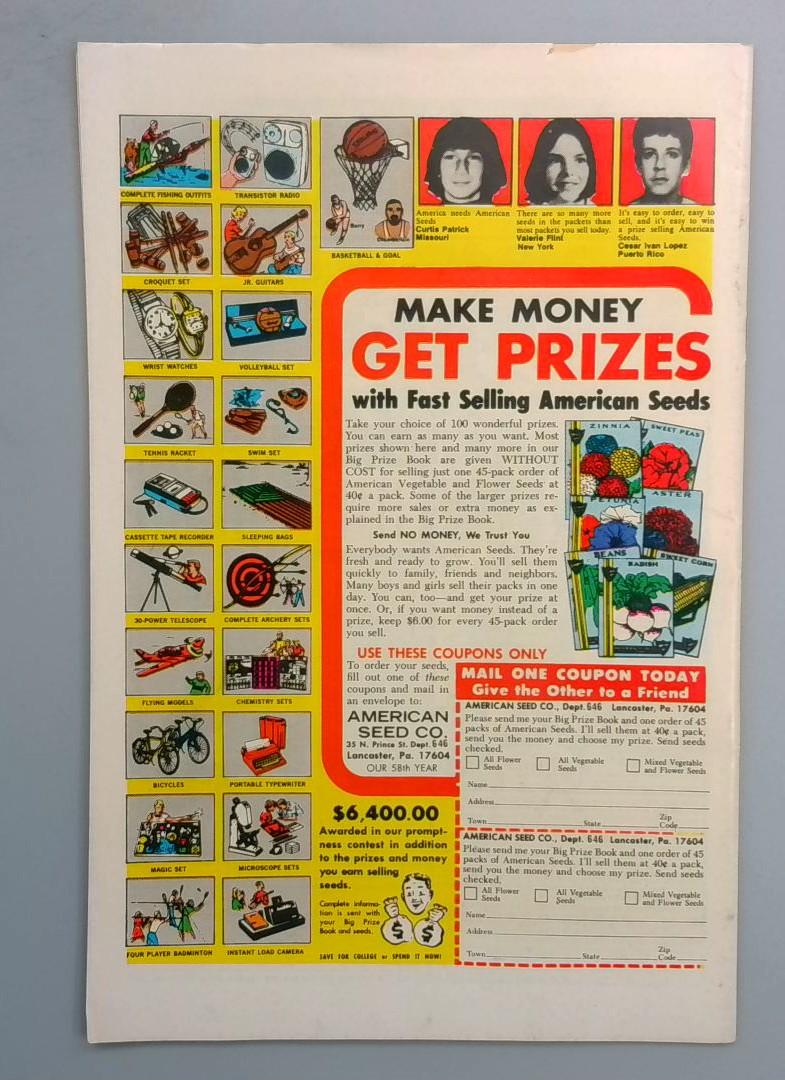 COMPLETE FISHING OUTFITS
TRANSISTOR RADIO
CROQUET SET
JR. GUITARS
WRIST WATCHES
VOLLEYBALL SET
TENNIS RACKET
SWIM SET
CASSETTE TAPE RECORDER
SLEEPING BAGS
30-POWER TELESCOPE
COMPLETE ARCHERY SETS
FLYING MODELS
CHEMISTRY SETS
BICYCLES
PORTABLE TYPEWRITER
MAGIC SET
MICROSCOPE SETS
FOUR PLAYER BADMINTON
INSTANT LOAD CAMERA
Barry
BASKETBALL & GOAL
America needs American
Seeds
Curtis Patrick
Missouri
There are so many more
seeds in the packets than
most packets you sell today.
Valerie Flini
New York
It's easy to order, easy to
sell, and it's easy to win
a prize selling American
Seeds.
Cesar Ivan Lopez
Puerto Rico
MAKE MONEY
GET PRIZES
with Fast Selling American Seeds
Take your choice of 100 wonderful prizes.
You can earn as many as you want. Most
prizes shown here and many more in our
Big Prize Book are given WITHOUT
COST for selling just one 45-pack order of
American Vegetable and Flower Seeds at
40¢ a pack. Some of the larger prizes re-
quire more sales or extra money as ex-
plained in the Big Prize Book.
Send NO MONEY, We Trust You
Everybody wants American Seeds. They're
fresh and ready to grow. You'll sell them
quickly to family, friends and neighbors.
Many boys and girls sell their packs in one
day. You can, too—and get your prize at
once. Or, if you want money instead of a
prize, keep $6.00 for every 45-pack order
you sell.
ZINNIA
SWEET PEAS
PETUNIA
ASTER
BEANS
RADISH
SWEET CORN
USE THESE COUPONS ONLY
To order your seeds,
fill out one of these
coupons and mail in
an envelope to:
AMERICAN
SEED CO.
35 N. Prince St. Dept. 646
Lancaster, Pa. 17604
OUR 58th YEAR
$6,400.00
Awarded in our prompt-
ness contest in addition
to the prizes and money
you earn selling
seeds.
Complete informa-
tion is sent with
your Big Prize
Book and seeds.
$ $
SAVE FOR COLLEGE or SPEND IT NOW!
MAIL ONE COUPON TODAY
Give the Other to a Friend
AMERICAN SEED CO., Dept. 646 Lancaster, Pa. 17604
Please send me your Big Prize Book and one order of 45
packs of American Seeds. I'll sell them at 40¢ a pack,
send you the money and choose my prize. Send seeds
checked.
All Flower
Seeds
All Vegetable
Seeds
Mixed Vegetable
and Flower Seeds
Name
Address
Town State Zip
Code
AMERICAN SEED CO., Dept. 646 Lancaster, Pa. 17604
Please send me your Big Prize Book and one order of 45
packs of American Seeds. I'll sell them at 40¢ a pack,
send you the money and choose my prize. Send seeds
checked.
All Flower
Seeds
All Vegetable
Seeds
Mixed Vegetable
and Flower Seeds
Name
Address
Town State Zip
Code